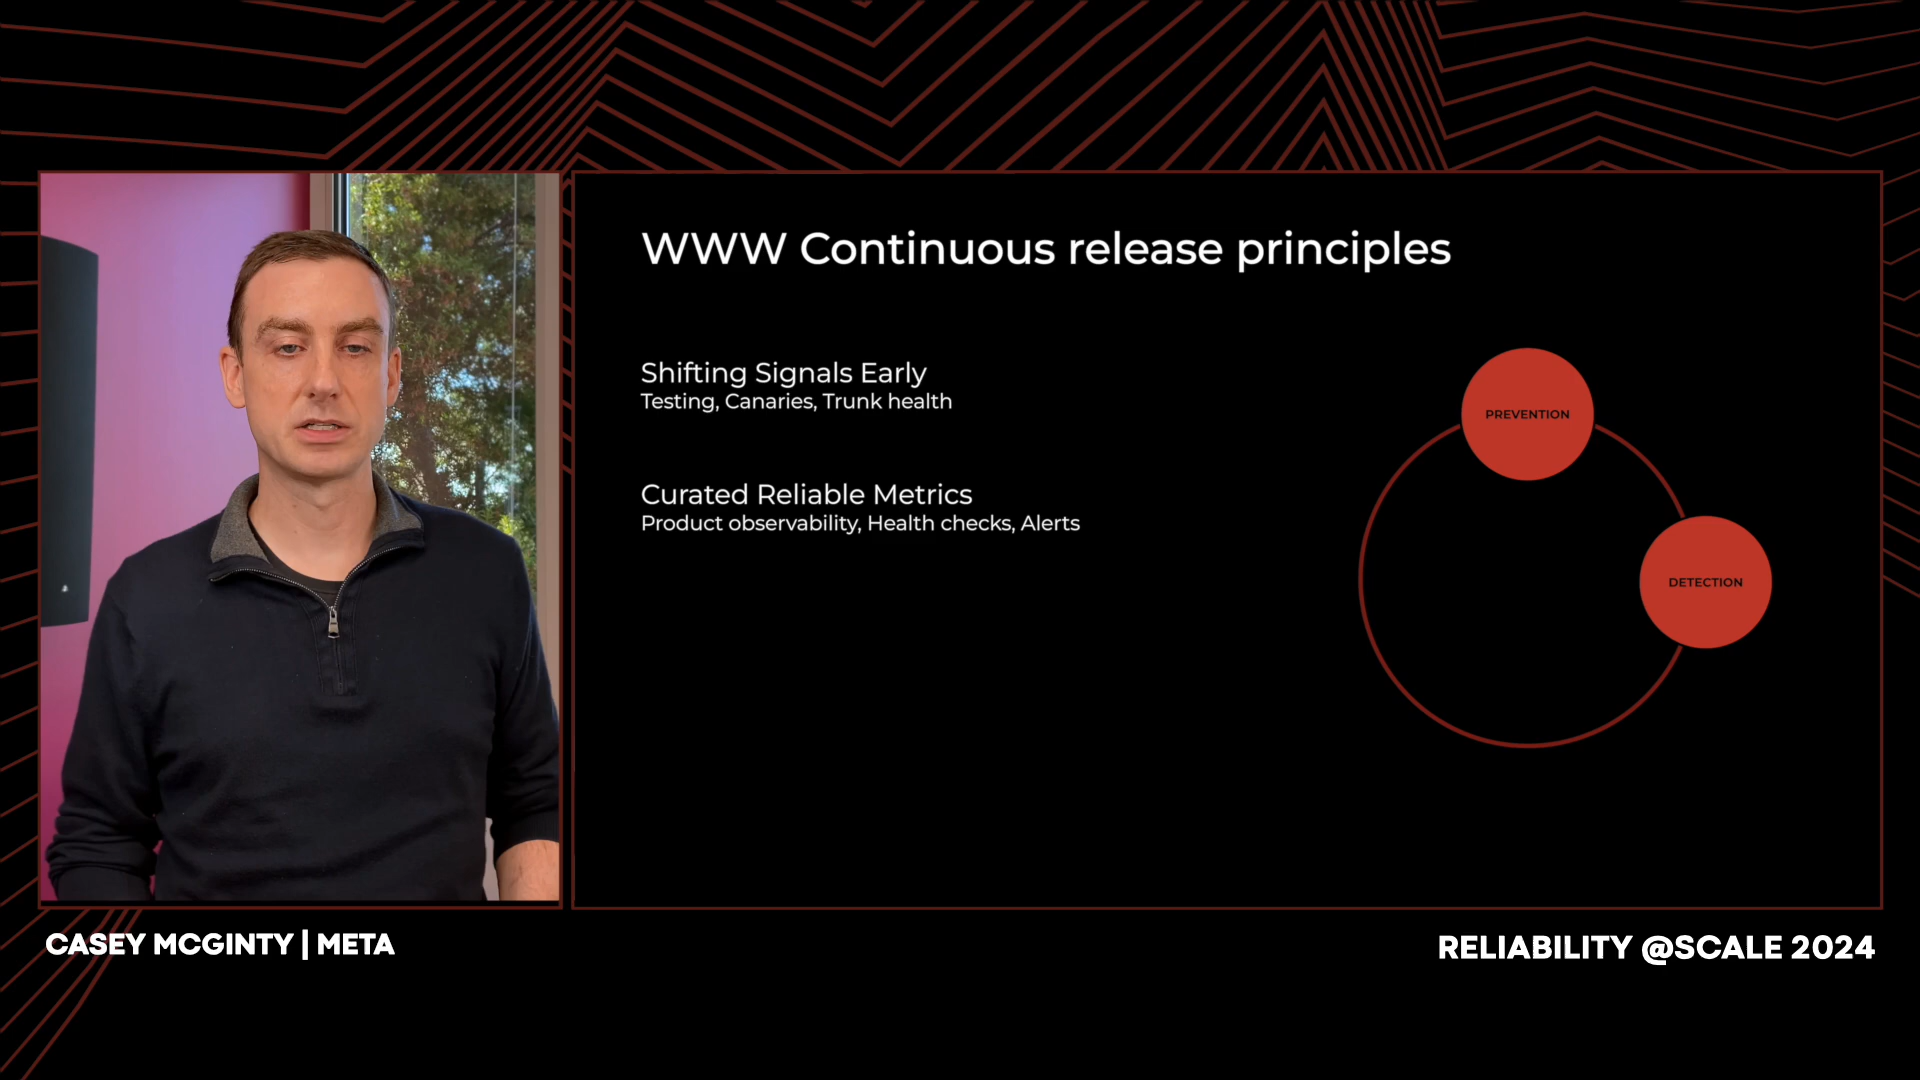 WWW Continuous release principles
Shifting Signals Early
Testing, Canaries, Trunk health
Curated Reliable Metrics
Product observability, Health checks, Alerts
PREVENTION
DETECTION
CASEY MCGINTY | META
RELIABILITY @SCALE 2024